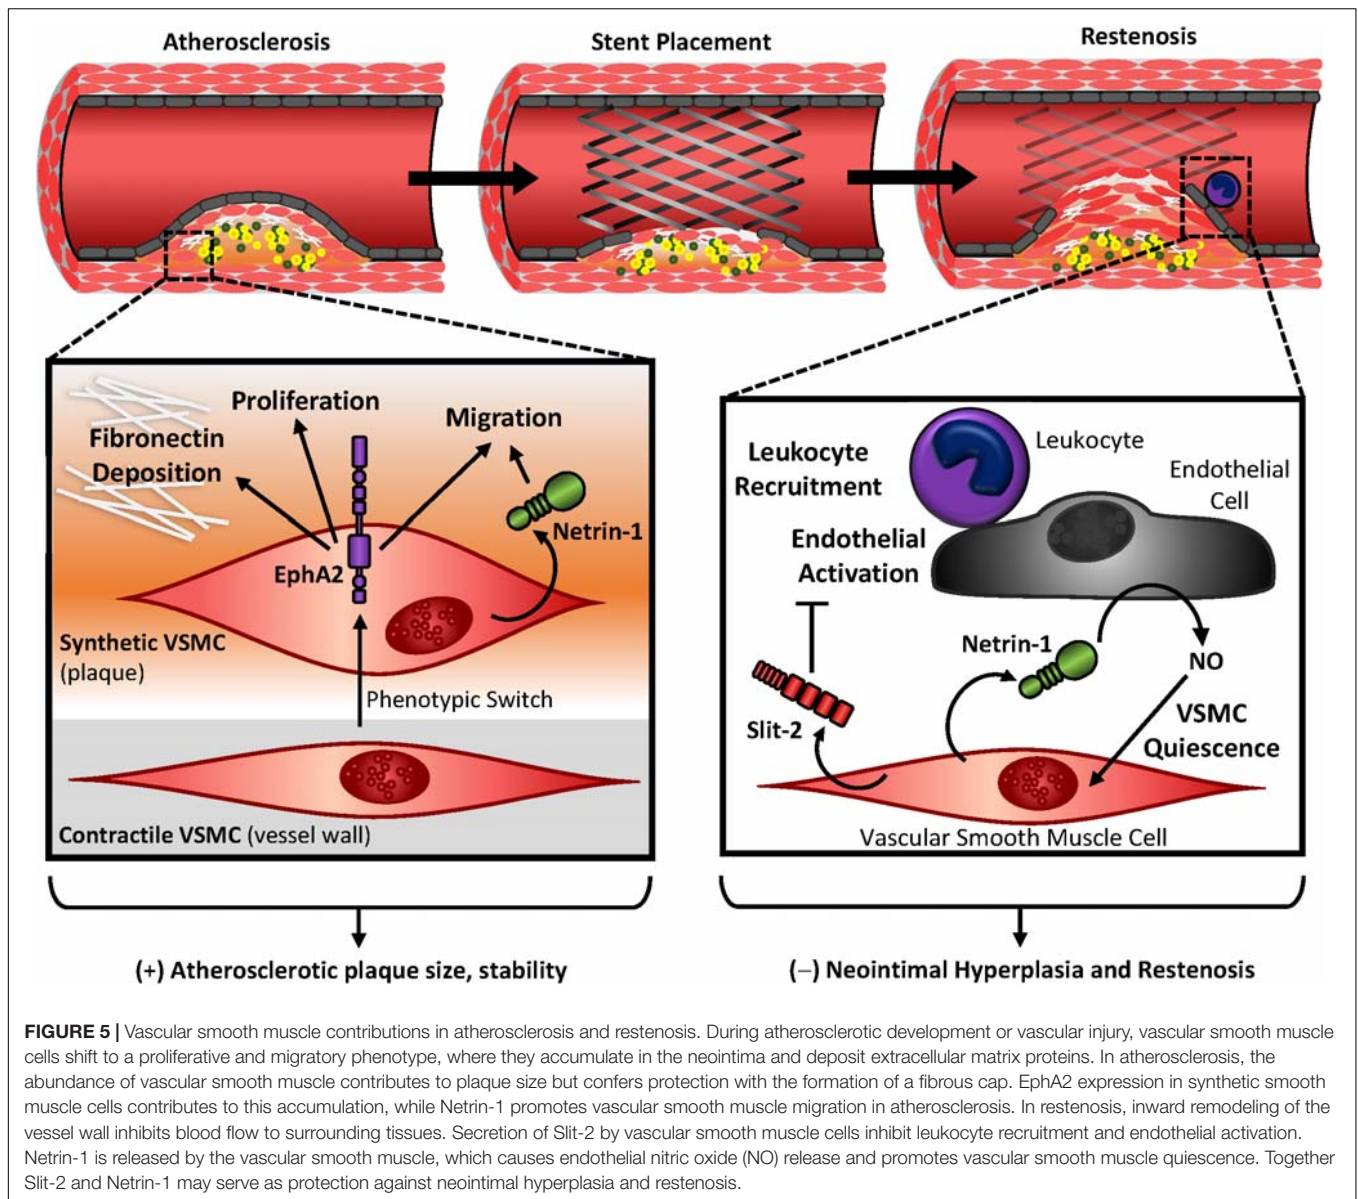 Atherosclerosis
Stent Placement
Restenosis
Proliferation
Migration
Fibronectin
Deposition
Netrin-1
EphA2
Synthetic VSMC
(plaque)
Phenotypic Switch
Contractile VSMC (vessel wall)
Leukocyte
Recruitment
Leukocyte
Endothelial
Cell
Endothelial
Activation
Netrin-1
NO
Slit-2
VSMC
Quiescence
Vascular Smooth Muscle Cell
(+) Atherosclerotic plaque size, stability
(−) Neointimal Hyperplasia and Restenosis
FIGURE 5 | Vascular smooth muscle contributions in atherosclerosis and restenosis. During atherosclerotic development or vascular injury, vascular smooth muscle
cells shift to a proliferative and migratory phenotype, where they accumulate in the neointima and deposit extracellular matrix proteins. In atherosclerosis, the
abundance of vascular smooth muscle contributes to plaque size but confers protection with the formation of a fibrous cap. EphA2 expression in synthetic smooth
muscle cells contributes to this accumulation, while Netrin-1 promotes vascular smooth muscle migration in atherosclerosis. In restenosis, inward remodeling of the
vessel wall inhibits blood flow to surrounding tissues. Secretion of Slit-2 by vascular smooth muscle cells inhibit leukocyte recruitment and endothelial activation.
Netrin-1 is released by the vascular smooth muscle, which causes endothelial nitric oxide (NO) release and promotes vascular smooth muscle quiescence. Together
Slit-2 and Netrin-1 may serve as protection against neointimal hyperplasia and restenosis.